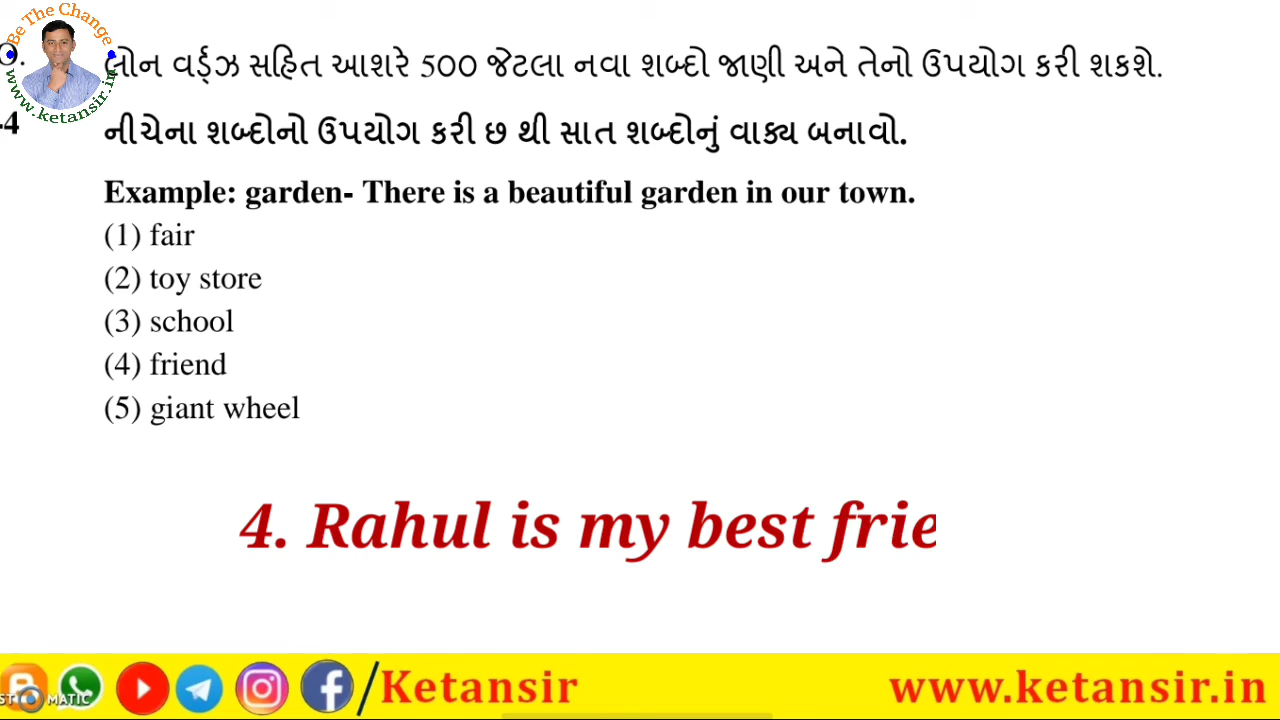 Be The Change
www.ketansir.in
લોન વર્ડ્ઝ સહિત આશરે 500 જેટલા નવા શબ્દો જાણી અને તેનો ઉપયોગ કરી શકશે.
-4
નીચેના શબ્દોનો ઉપયોગ કરી છ થી સાત શબ્દોનું વાક્ય બનાવો.
Example: garden- There is a beautiful garden in our town.
(1) fair
(2) toy store
(3) school
(4) friend
(5) giant wheel
4. Rahul is my best frie
/Ketansir
www.ketansir.in